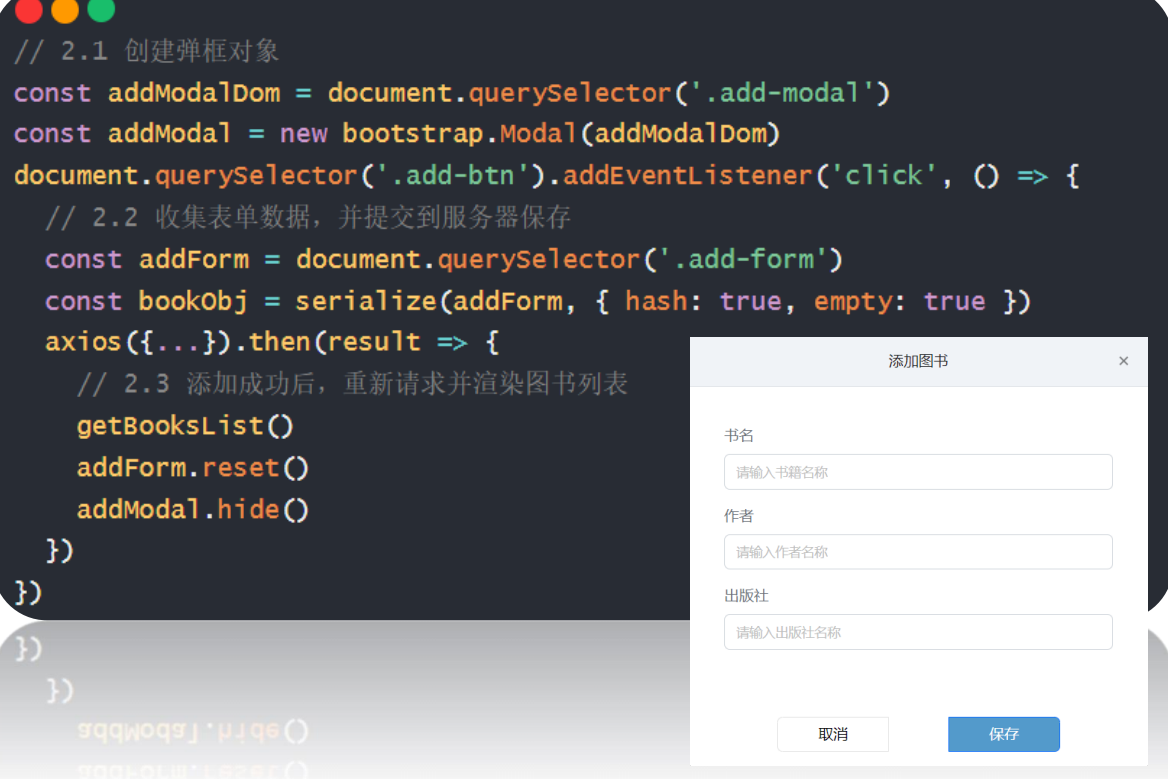 // 2.1 创建弹框对象
const addModalDom = document.querySelector('.add-modal')
const addModal = new bootstrap.Modal(addModalDom)
document.querySelector('.add-btn').addEventListener('click', () => {
  // 2.2 收集表单数据，并提交到服务器保存
  const addForm = document.querySelector('.add-form')
  const bookObj = serialize(addForm, { hash: true, empty: true })
  axios({...}).then(result => {
    // 2.3 添加成功后，重新请求并渲染图书列表
    getBooksList()
    addForm.reset()
    addModal.hide()
  })
})
添加图书 ×
书名
请输入书籍名称
作者
请输入作者名称
出版社
请输入出版社名称
取消 保存
})
  })
    addModal.hide()
    addForm.reset()